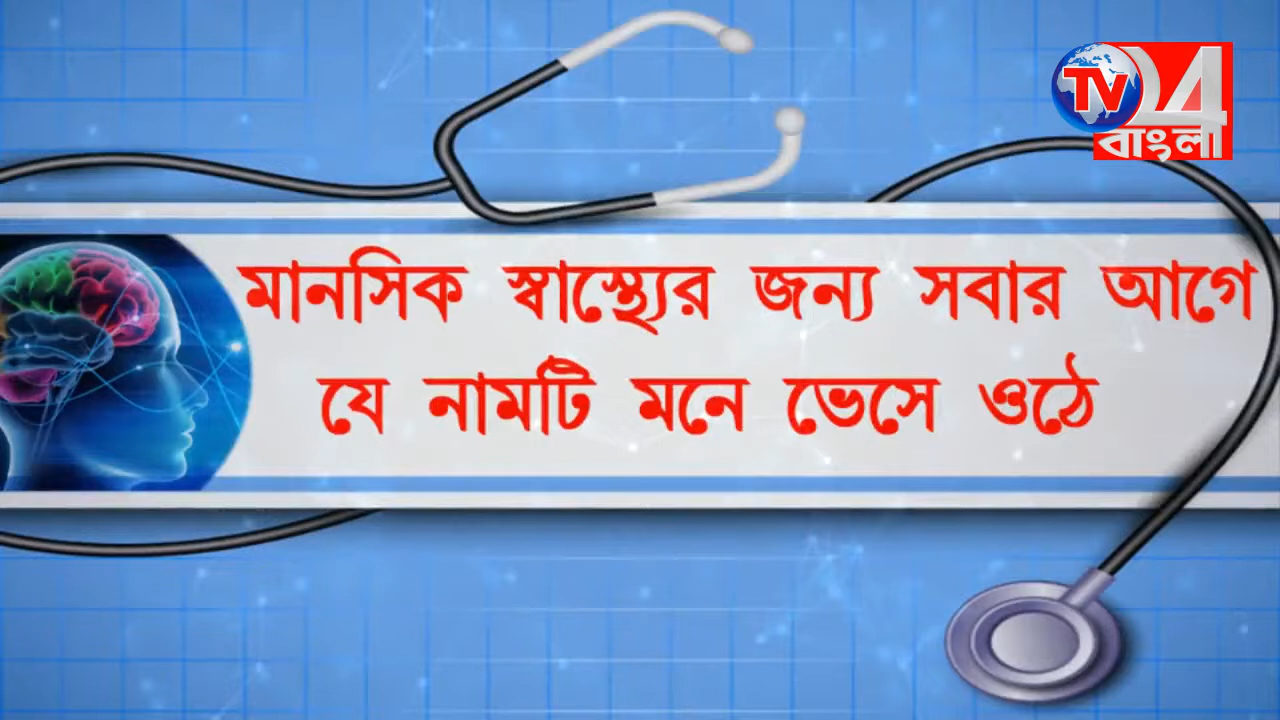 TV 24
বাংলা
মানসিক স্বাস্থ্যের জন্য সবার আগে
যে নামটি মনে ভেসে ওঠে